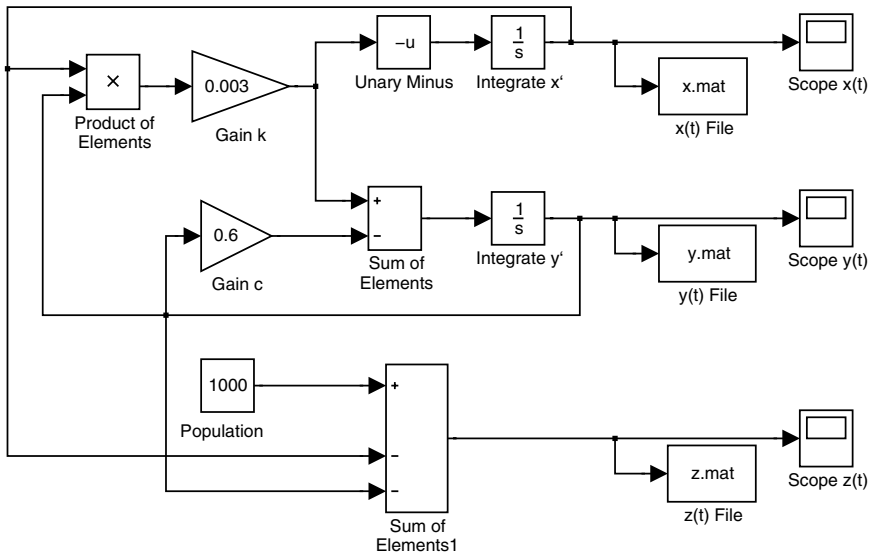 ×
Product of
Elements
0.003
Gain k
−u
Unary Minus
1
s
Integrate x‘
Scope x(t)
x.mat
x(t) File
0.6
Gain c
+
−
Sum of
Elements
1
s
Integrate y‘
Scope y(t)
y.mat
y(t) File
1000
Population
+
−
−
Sum of
Elements1
Scope z(t)
z.mat
z(t) File